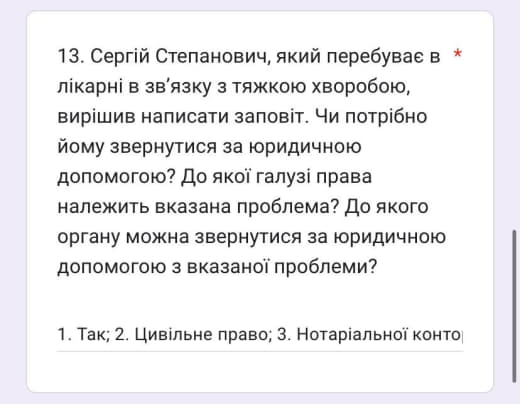 13. Сергій Степанович, який перебуває в *
лікарні в зв’язку з тяжкою хворобою,
вирішив написати заповіт. Чи потрібно
йому звернутися за юридичною
допомогою? До якої галузі права
належить вказана проблема? До якого
органу можна звернутися за юридичною
допомогою з вказаної проблеми?
1. Так; 2. Цивільне право; 3. Нотаріальної конто